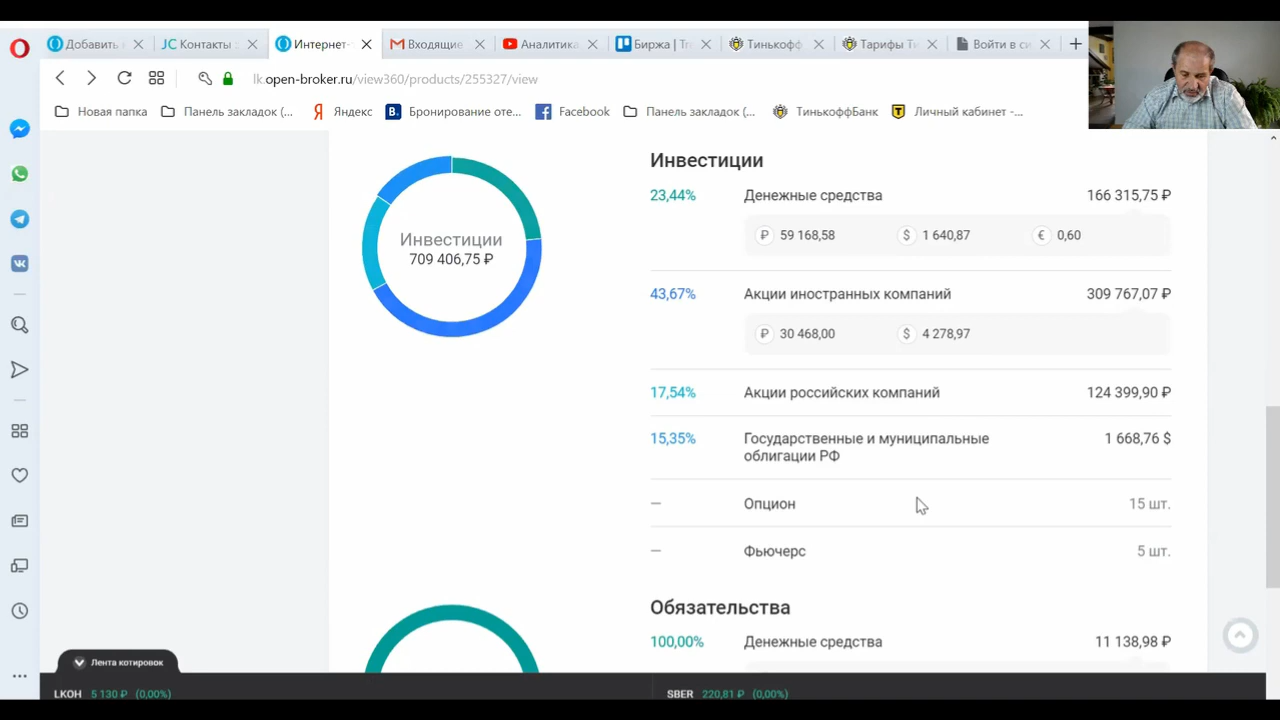 Добавить
JC Контакты
Интернет-
Входящие
Аналитика
Биржа | Tr
Тинькофф
Тарифы Ти
Войти в си
lk.open-broker.ru/view360/products/255327/view
Новая папка
Панель закладок (...
Яндекс
B.
Бронирование оте...
Facebook
Панель закладок (...
ТинькоффБанк
Личный кабинет -...
Инвестиции
709 406,75 ₽
Инвестиции
23,44% Денежные средства 166 315,75 ₽
₽ 59 168,58 $ 1 640,87 € 0,60
43,67% Акции иностранных компаний 309 767,07 ₽
₽ 30 468,00 $ 4 278,97
17,54% Акции российских компаний 124 399,90 ₽
15,35% Государственные и муниципальные 1 668,76 $
облигации РФ
— Опцион 15 шт.
— Фьючерс 5 шт.
Обязательства
100,00% Денежные средства 11 138,98 ₽
Лента котировок
LKOH 5 130 ₽ (0,00%)
SBER 220,81 ₽ (0,00%)